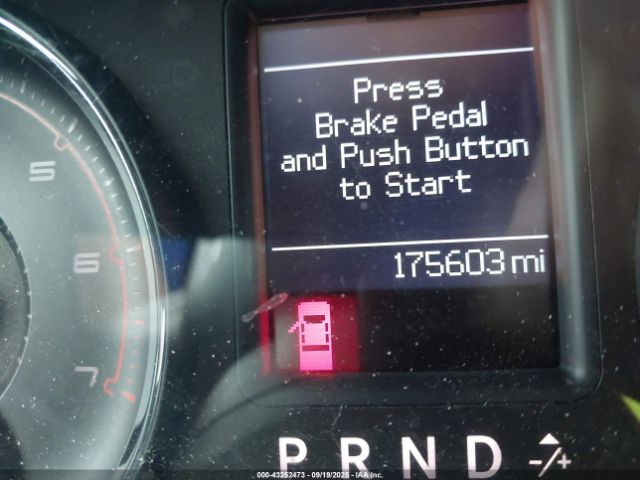 Press
Brake Pedal
and Push Button
to Start
175603 mi
5
6
7
P R N D -/+
000-43252473 - 09/19/2025 - IAA Inc.